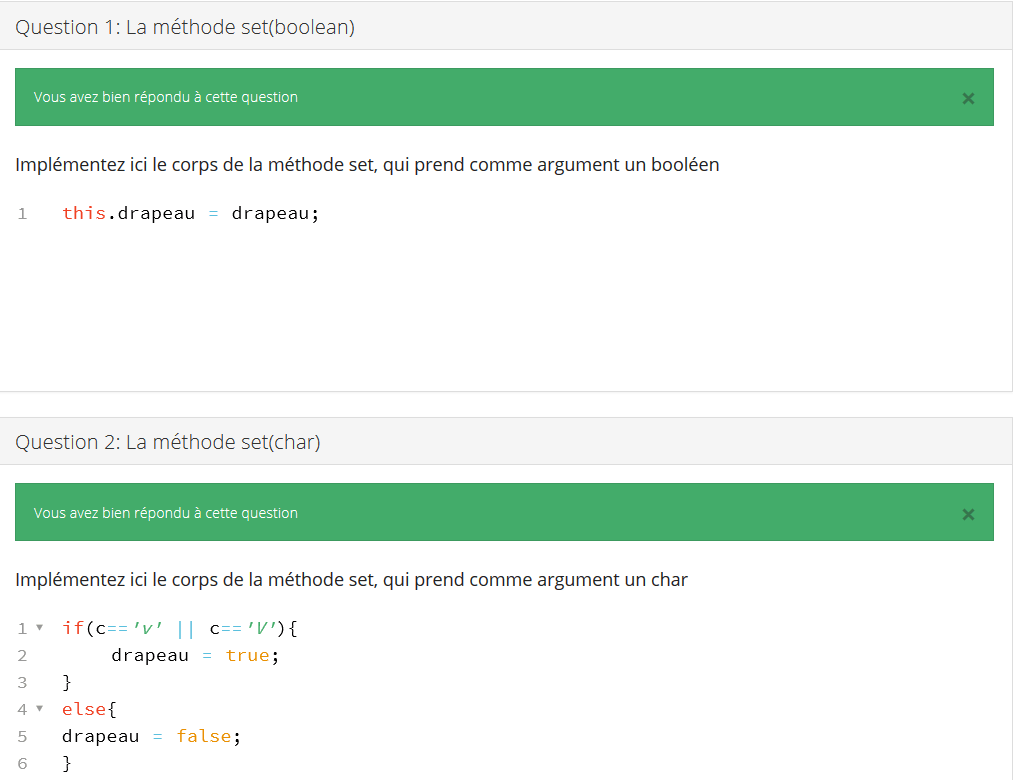 Question 1: La méthode set(boolean)
Vous avez bien répondu à cette question ×
Implémentez ici le corps de la méthode set, qui prend comme argument un booléen
1 this.drapeau = drapeau;
Question 2: La méthode set(char)
Vous avez bien répondu à cette question ×
Implémentez ici le corps de la méthode set, qui prend comme argument un char
1 if(c=='v' || c=='V'){
2 drapeau = true;
3 }
4 else{
5 drapeau = false;
6 }